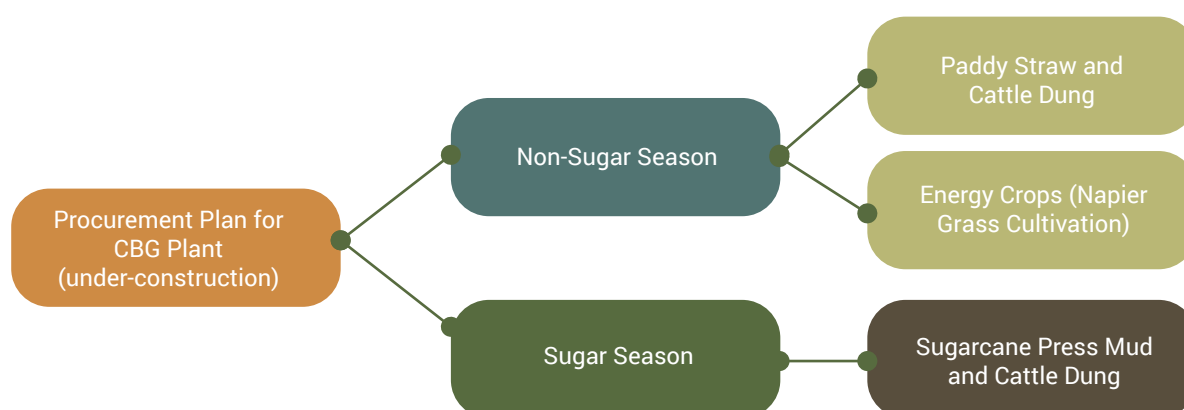 Procurement Plan for
CBG Plant
(under-construction)
Non-Sugar Season
Paddy Straw and
Cattle Dung
Energy Crops (Napier
Grass Cultivation)
Sugar Season
Sugarcane Press Mud
and Cattle Dung